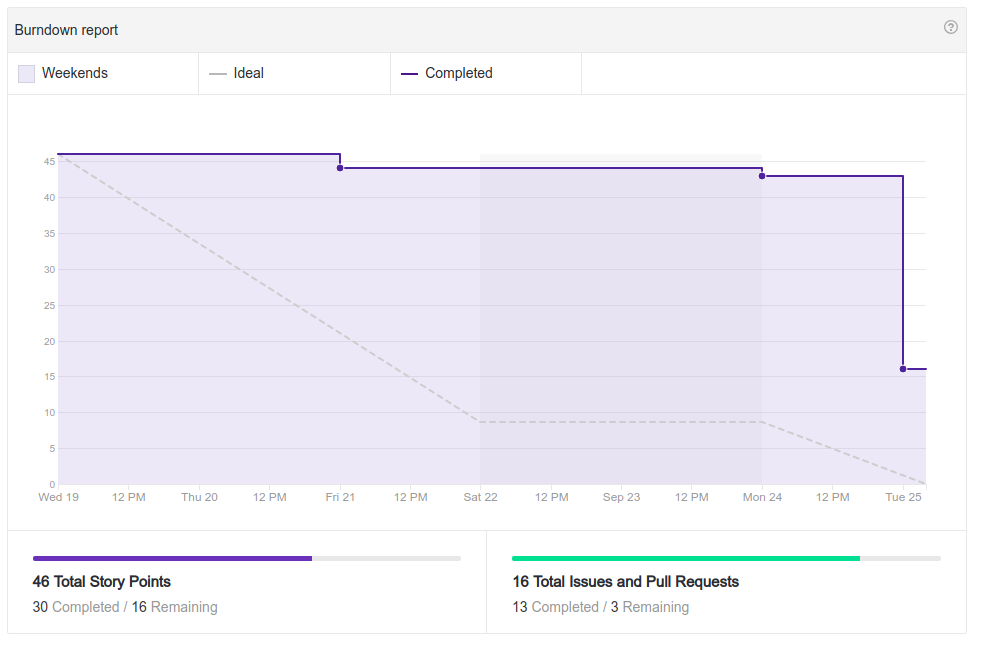 Burndown report
?
Weekends
Ideal
Completed
45
40
35
30
25
20
15
10
5
0
Wed 19 12 PM Thu 20 12 PM Fri 21 12 PM Sat 22 12 PM Sep 23 12 PM Mon 24 12 PM Tue 25
46 Total Story Points
30 Completed / 16 Remaining
16 Total Issues and Pull Requests
13 Completed / 3 Remaining